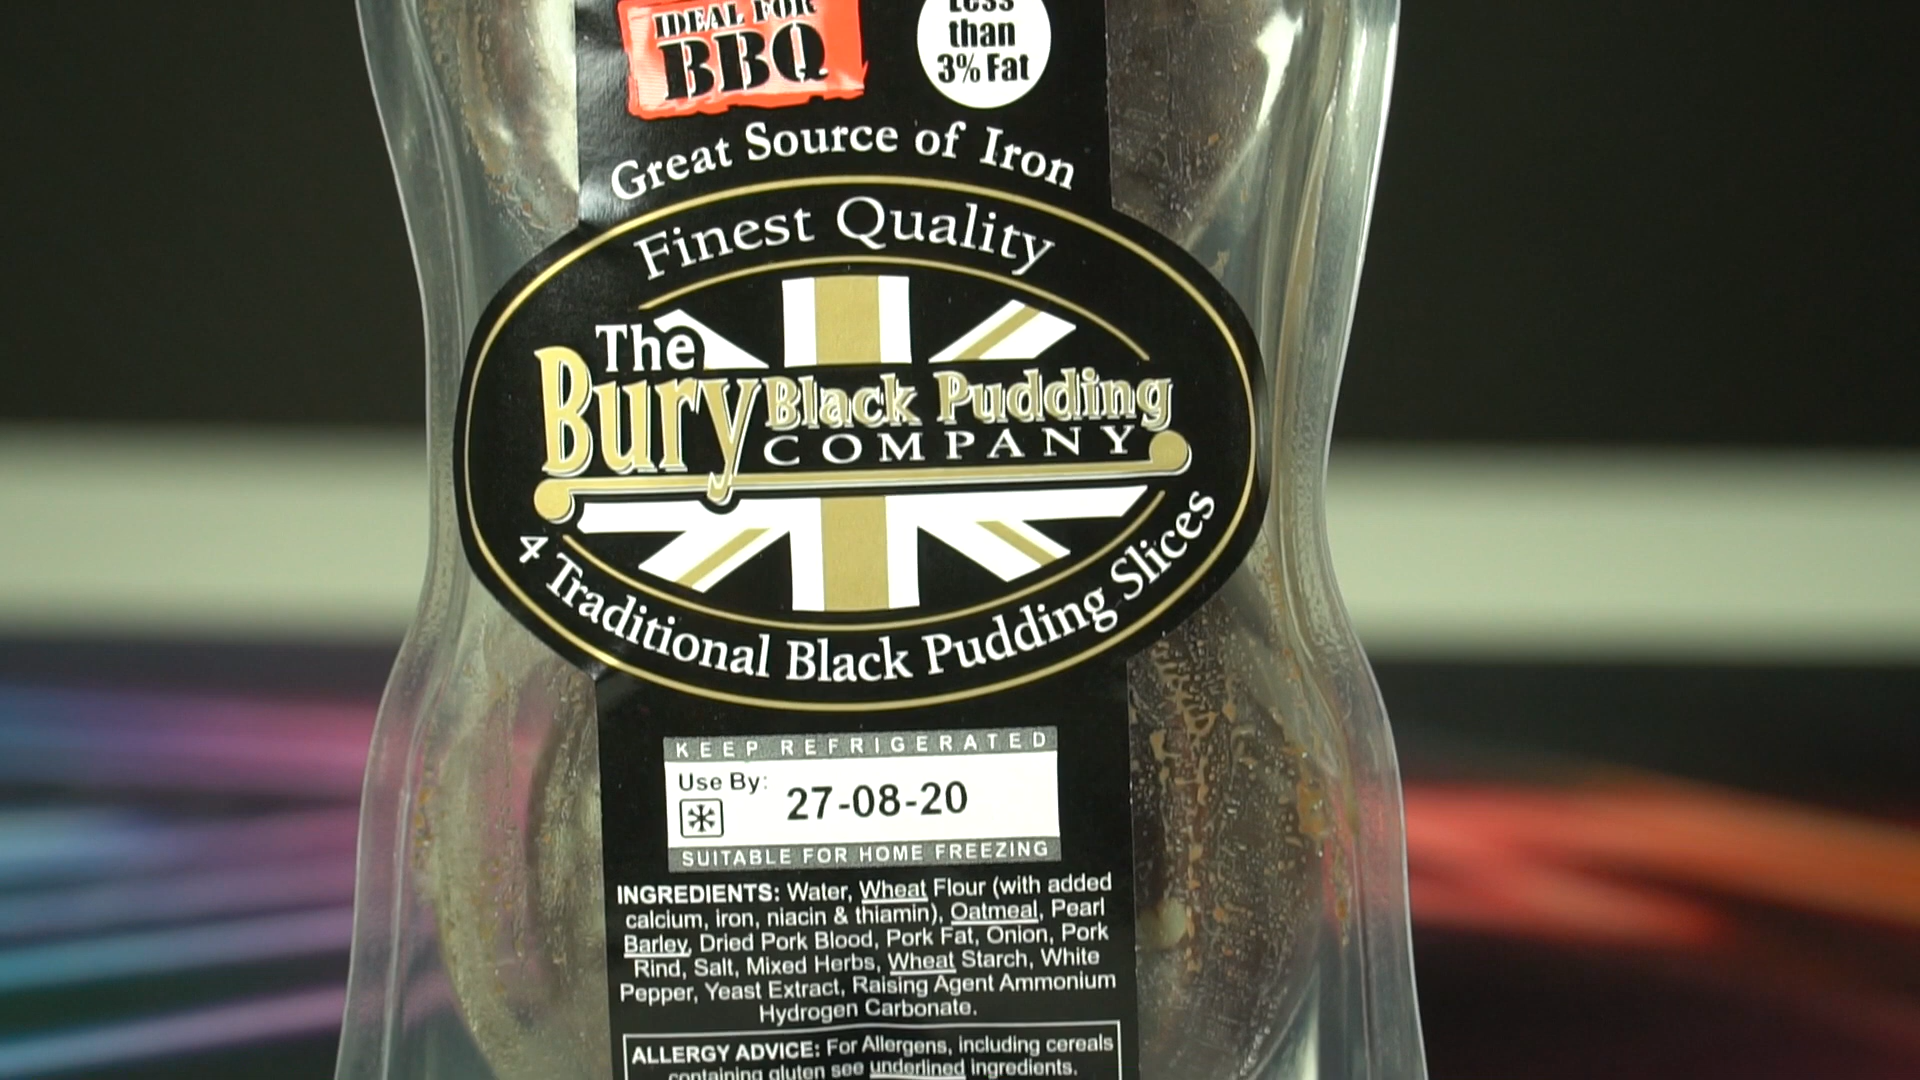 IDEAL FOR
BBQ
Less
than
3% Fat
Great Source of Iron
Finest Quality
The
Bury Black Pudding
COMPANY
4 Traditional Black Pudding Slices
KEEP REFRIGERATED
Use By:
27-08-20
SUITABLE FOR HOME FREEZING
INGREDIENTS: Water, Wheat Flour (with added
calcium, iron, niacin & thiamin), Oatmeal, Pearl
Barley, Dried Pork Blood, Pork Fat, Onion, Pork
Rind, Salt, Mixed Herbs, Wheat Starch, White
Pepper, Yeast Extract, Raising Agent Ammonium
Hydrogen Carbonate.
ALLERGY ADVICE: For Allergens, including cereals
containing gluten see underlined ingredients.